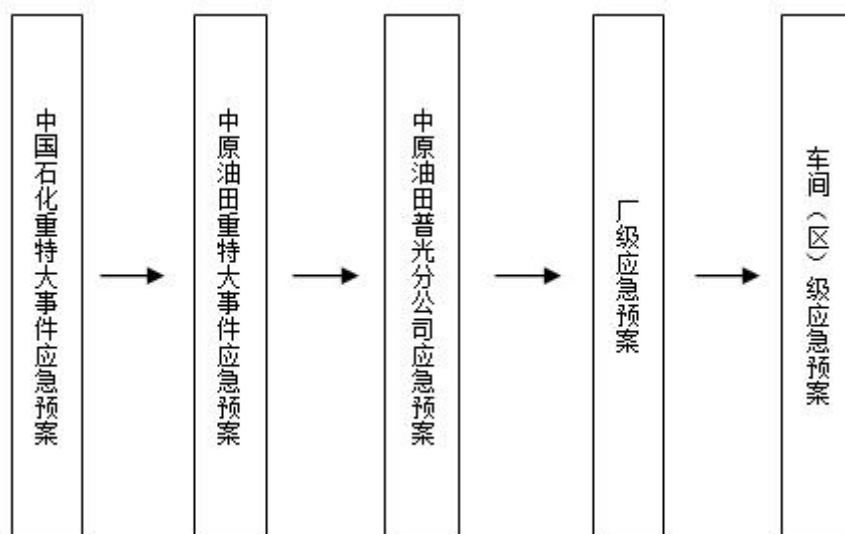 中国石化重特大事件应急预案
中原油田重特大事件应急预案
中原油田普光分公司应急预案
厂级应急预案
车间（区）级应急预案